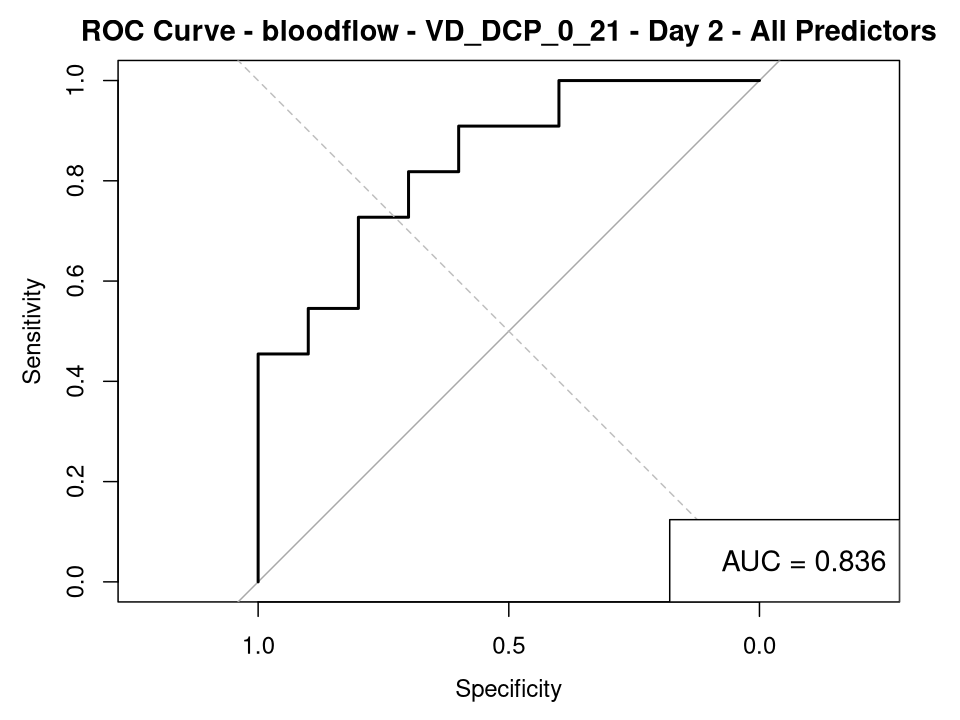 ROC Curve - bloodflow - VD_DCP_0_21 - Day 2 - All Predictors
1.0
0.8
0.6
0.4
0.2
0.0
Sensitivity
AUC = 0.836
1.0 0.5 0.0
Specificity